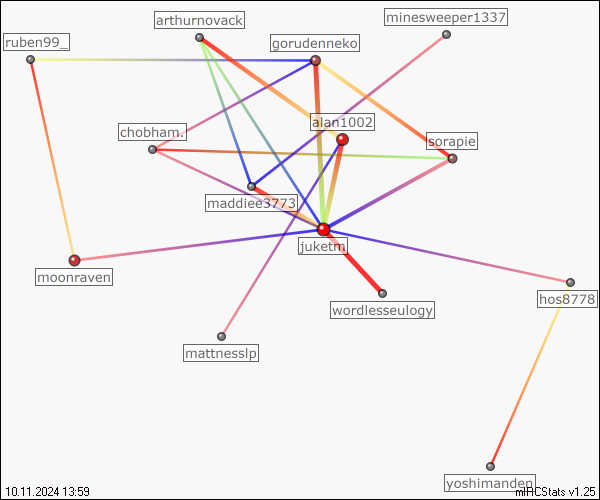 arthurnovack
minesweeper1337
ruben99_
gorudenneko
alan1002
chobham.
sorapie
maddiee3773
juketm
moonraven
hos8778
wordlesseulogy
mattnesslp
yoshimanden
10.11.2024 13:59
mIRCStats v1.25